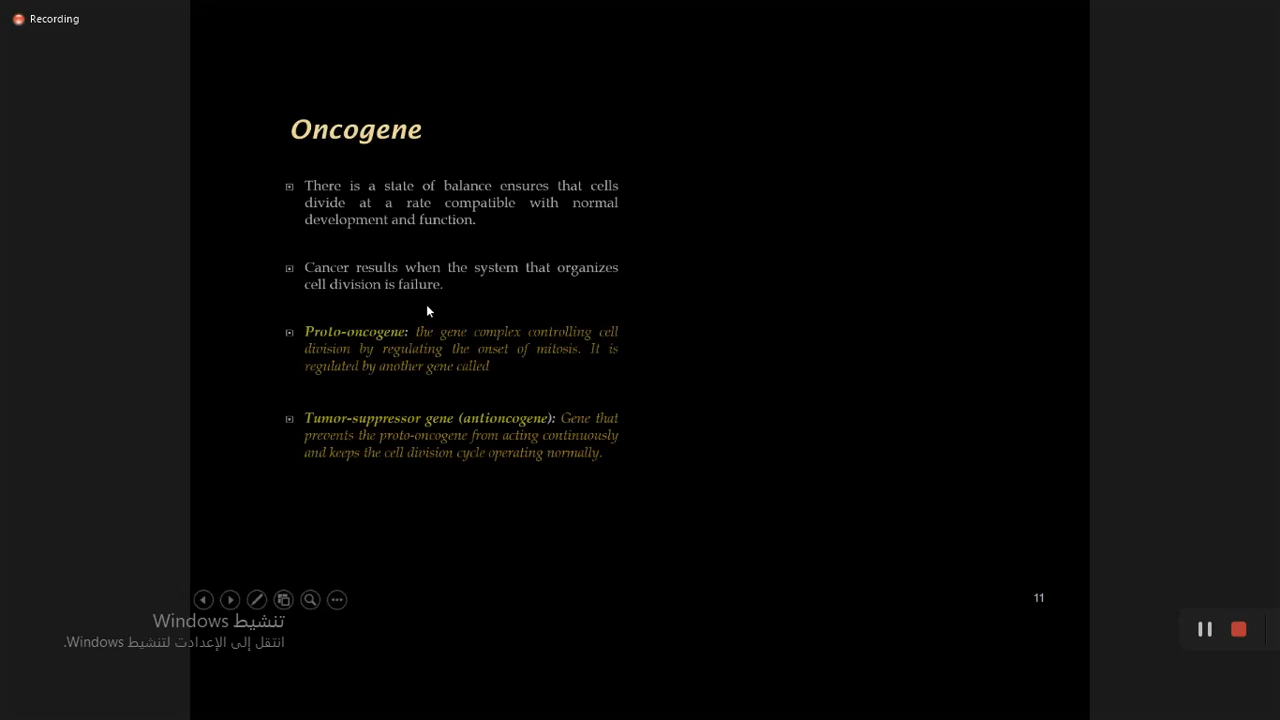 Recording
Oncogene
There is a state of balance ensures that cells
divide at a rate compatible with normal
development and function.
Cancer results when the system that organizes
cell division is failure.
Proto-oncogene: the gene complex controlling cell
division by regulating the onset of mitosis. It is
regulated by another gene called
Tumor-suppressor gene (antioncogene): Gene that
prevents the proto-oncogene from acting continuously
and keeps the cell division cycle operating normally.
11
تنشيط Windows
انتقل إلى الإعدادت لتنشيط Windows.